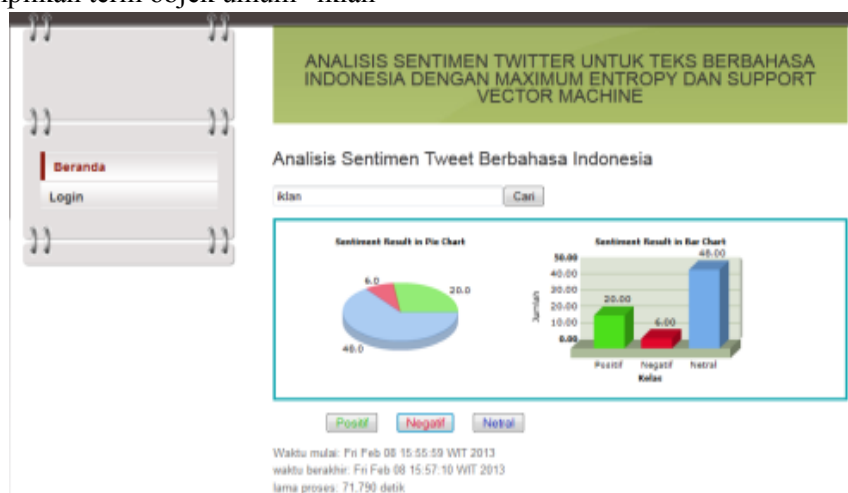 ANALISIS SENTIMEN TWITTER UNTUK TEKS BERBAHASA
INDONESIA DENGAN MAXIMUM ENTROPY DAN SUPPORT
VECTOR MACHINE
Beranda
Login
Analisis Sentimen Tweet Berbahasa Indonesia
iklan
Cari
Sentiment Result in Pie Chart
6.0
20.0
48.0
Sentiment Result in Bar Chart
50.00
40.00
30.00
20.00
10.00
0.00
Jumlah
20.00
6.00
48.00
Positif Negatif Netral
Kelas
Positif Negatif Netral
Waktu mulai: Fri Feb 08 15:55:59 WIT 2013
waktu berakhir: Fri Feb 08 15:57:10 WIT 2013
lama proses: 71.790 detik